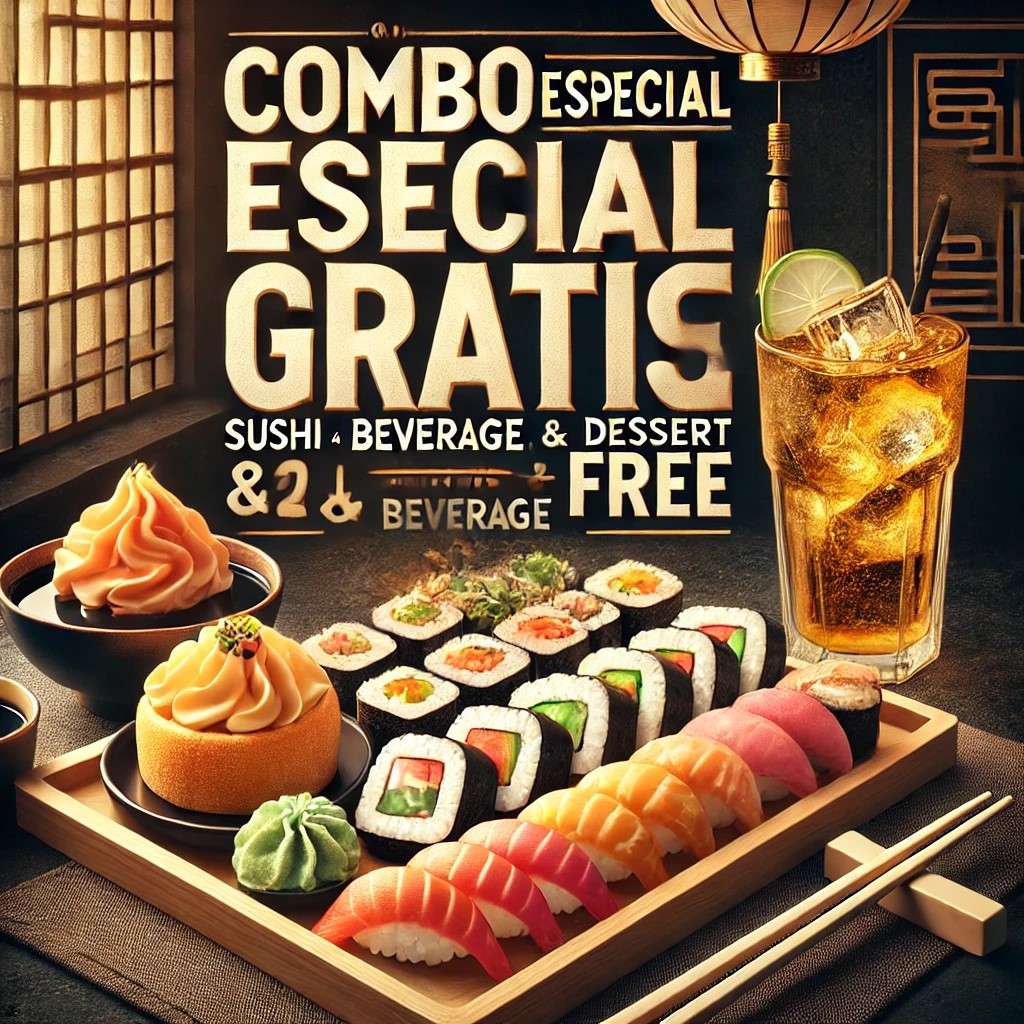 COMBO ESPECIAL
ESECIAL
GRATIS
SUSHI & BEVERAGE & DESSERT
&2 & FREE
BEVERAGE